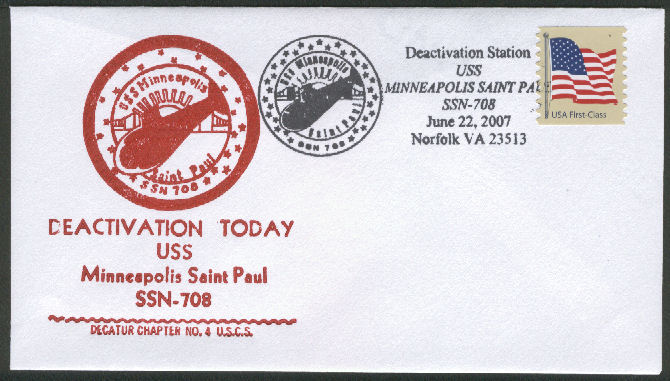 USS Minneapolis
Saint Paul
SSN 708
DEACTIVATION TODAY
USS
Minneapolis Saint Paul
SSN-708
DECATUR CHAPTER NO. 4 U.S.C.S.
USS Minneapolis
Saint Paul
SSN 708
Deactivation Station
USS
MINNEAPOLIS SAINT PAUL
SSN-708
June 22, 2007
Norfolk VA 23513
USA First-Class